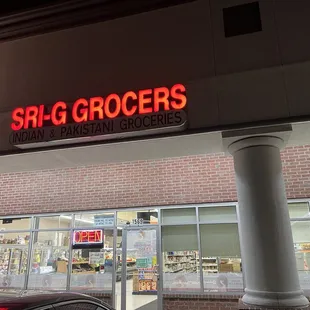 SRI-G GROCERS
INDIAN & PAKISTANI GROCERIES
OPEN